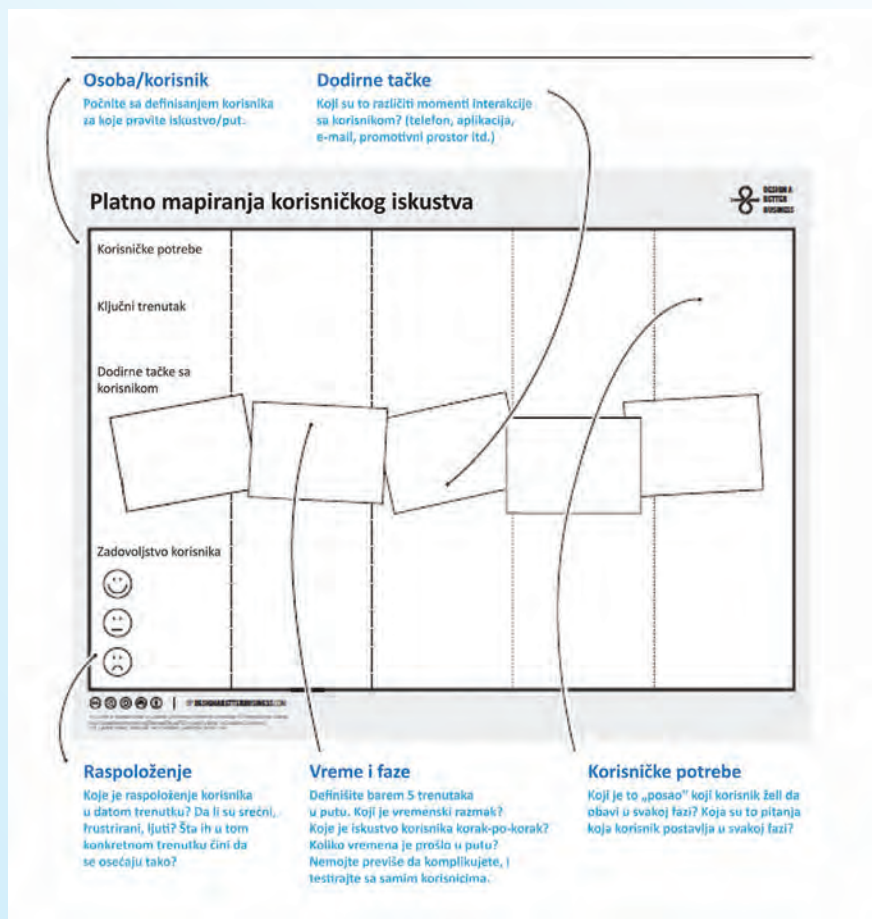 Osoba/korisnik
Počnite sa definisanjem korisnika
za koje pravite iskustvo/put.
Dodirne tačke
Koji su to različiti momenti interakcije
sa korisnikom? (telefon, aplikacija,
e-mail, promotivni prostor itd.)
Platno mapiranja korisničkog iskustva
DESIGN A
BETTER
BUSINESS
Korisničke potrebe
Ključni trenutak
Dodirne tačke sa
korisnikom
Zadovoljstvo korisnika
BY DESIGNABETTERBUSINESS.COM
Raspoloženje
Koje je raspoloženje korisnika
u datom trenutku? Da li su srećni,
frustrirani, ljuti? Šta ih u tom
konkretnom trenutku čini da
se osećaju tako?
Vreme i faze
Definišite barem 5 trenutaka
u putu. Koji je vremenski razmak?
Koje je iskustvo korisnika korak-po-korak?
Koliko vremena je prošlo u putu?
Nemojte previše da komplikujete, i
testirajte sa samim korisnicima.
Korisničke potrebe
Koji je to „posao” koji korisnik želi da
obavi u svakoj fazi? Koja su to pitanja
koja korisnik postavlja u svakoj fazi?